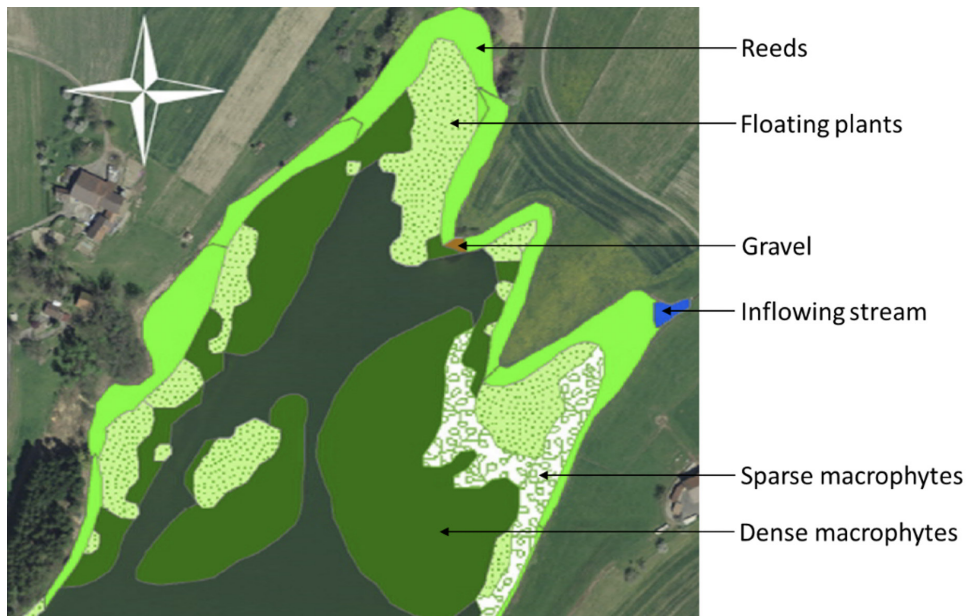 Reeds
Floating plants
Gravel
Inflowing stream
Sparse macrophytes
Dense macrophytes